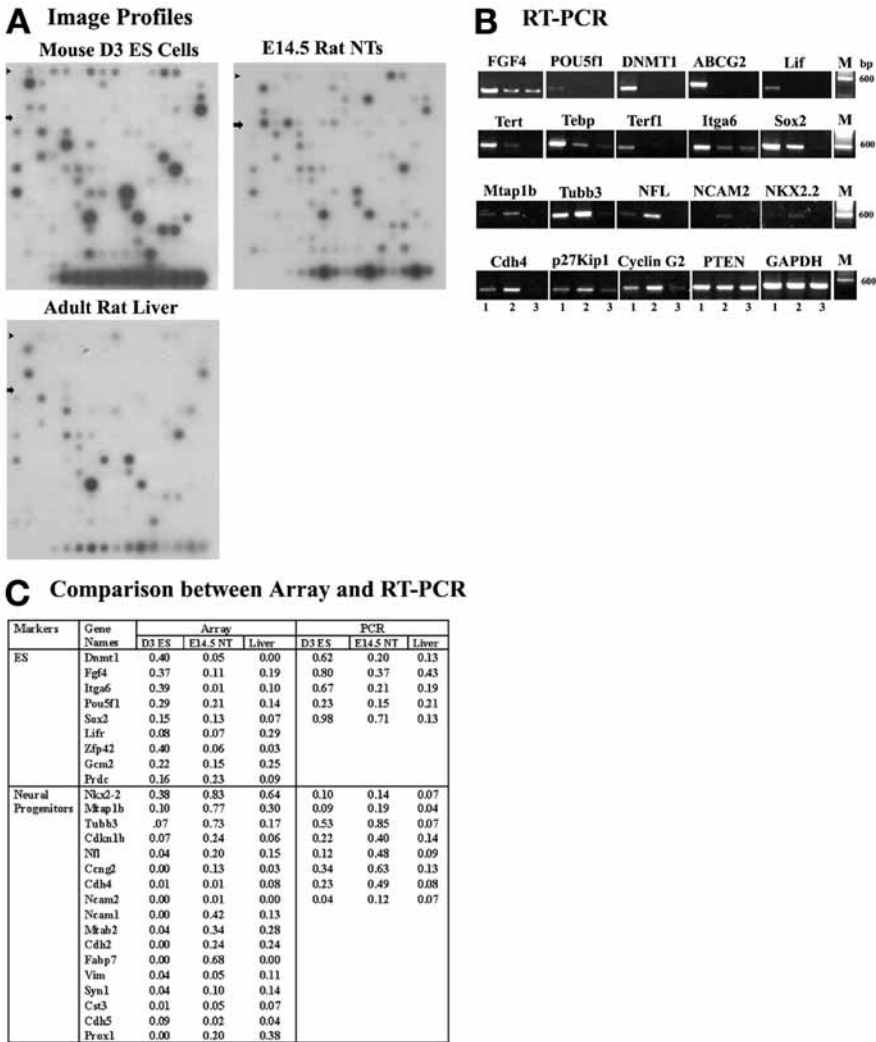 A Image Profiles
Mouse D3 ES Cells E14.5 Rat NTs
Adult Rat Liver
B RT-PCR
FGF4 POU5f1 DNMT1 ABCG2 Lif M bp
600
Tert Tebp Terf1 Itga6 Sox2 M
600
Mtap1b Tubb3 NFL NCAM2 NKX2.2 M
600
Cdh4 p27Kip1 Cyclin G2 PTEN GAPDH M
600
1 2 3 1 2 3 1 2 3 1 2 3 1 2 3
C Comparison between Array and RT-PCR
Markers Gene Names Array PCR
D3 ES E14.5 NT Liver D3 ES E14.5 NT Liver
ES Dnmt1 0.40 0.05 0.00 0.62 0.20 0.13
Fgf4 0.37 0.11 0.19 0.80 0.37 0.43
Itga6 0.39 0.01 0.10 0.67 0.21 0.19
Pou5f1 0.29 0.21 0.14 0.23 0.15 0.21
Sox2 0.15 0.13 0.07 0.98 0.71 0.13
Lifr 0.08 0.07 0.29
Zfp42 0.40 0.06 0.03
Gcm2 0.22 0.15 0.25
Prdc 0.16 0.23 0.09
Neural Progenitors Nkx2-2 0.38 0.83 0.64 0.10 0.14 0.07
Mtap1b 0.10 0.77 0.30 0.09 0.19 0.04
Tubb3 .07 0.73 0.17 0.53 0.85 0.07
Cdkn1b 0.07 0.24 0.06 0.22 0.40 0.14
Nfl 0.04 0.20 0.15 0.12 0.48 0.09
Ccng2 0.00 0.13 0.03 0.34 0.63 0.13
Cdh4 0.01 0.01 0.08 0.23 0.49 0.08
Ncam2 0.00 0.01 0.00 0.04 0.12 0.07
Ncam1 0.00 0.42 0.13
Mtab2 0.04 0.34 0.28
Cdh2 0.00 0.24 0.24
Fabp7 0.00 0.68 0.00
Vim 0.04 0.05 0.11
Syn1 0.04 0.10 0.14
Cst3 0.01 0.05 0.07
Cdh5 0.09 0.02 0.04
Prox1 0.00 0.20 0.38